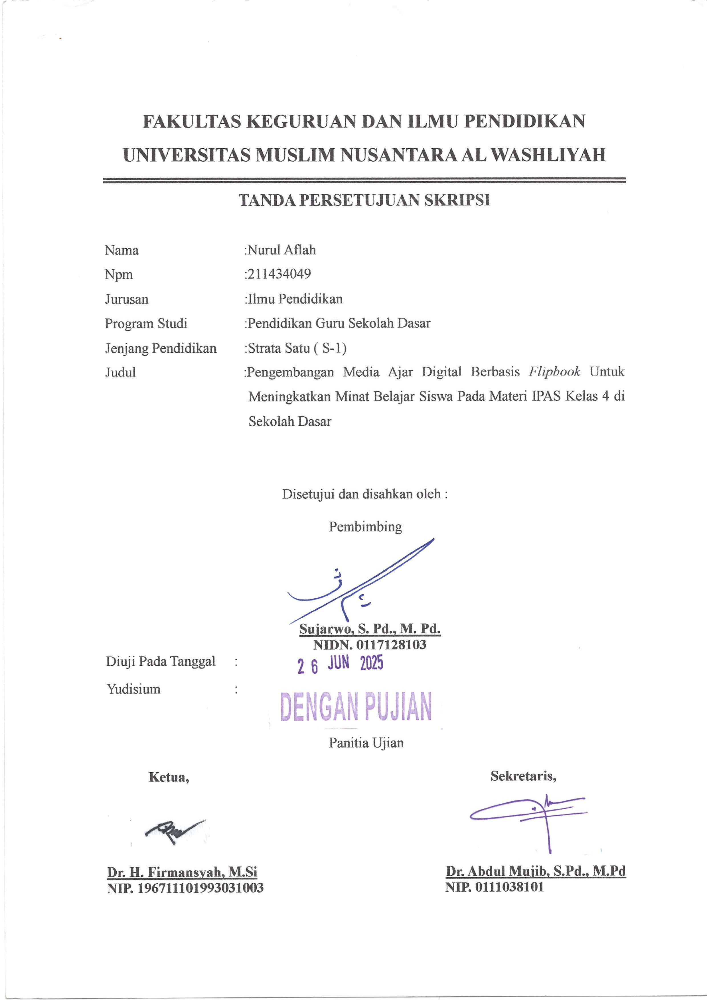 FAKULTAS KEGURUAN DAN ILMU PENDIDIKAN
UNIVERSITAS MUSLIM NUSANTARA AL WASHLIYAH
TANDA PERSETUJUAN SKRIPSI
Nama :Nurul Aflah
Npm :211434049
Jurusan :Ilmu Pendidikan
Program Studi :Pendidikan Guru Sekolah Dasar
Jenjang Pendidikan :Strata Satu ( S-1)
Judul :Pengembangan Media Ajar Digital Berbasis Flipbook Untuk
Meningkatkan Minat Belajar Siswa Pada Materi IPAS Kelas 4 di
Sekolah Dasar
Disetujui dan disahkan oleh :
Pembimbing
Sujarwo, S. Pd., M. Pd.
NIDN. 0117128103
Diuji Pada Tanggal : 26 JUN 2025
Yudisium :
DENGAN PUJIAN
Panitia Ujian
Ketua, Sekretaris,
Dr. H. Firmansyah, M.Si Dr. Abdul Mujib, S.Pd., M.Pd
NIP. 196711101993031003 NIP. 0111038101